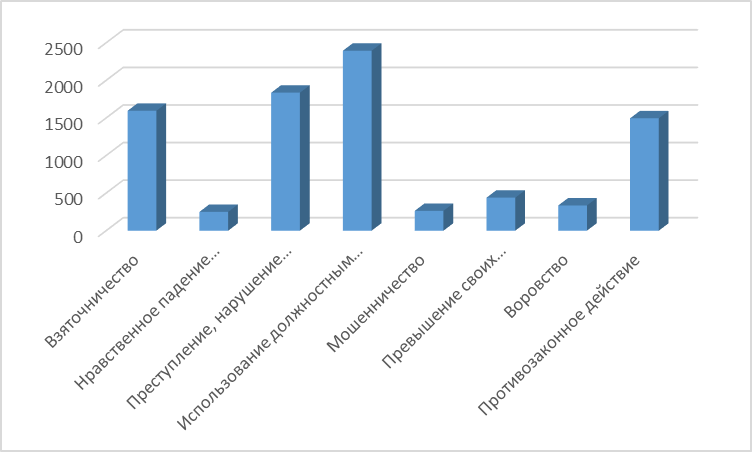 2500
2000
1500
1000
500
0
Взяточничество
Нравственное падение...
Преступление, нарушение...
Использование должностным...
Мошенничество
Превышение своих...
Воровство
Противозаконное действие